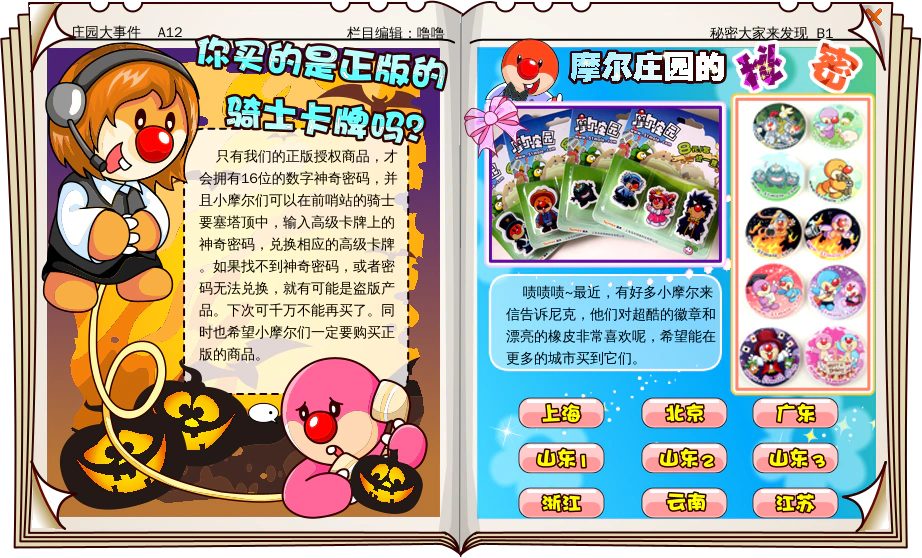 庄园大事件 A12
栏目编辑：噜噜
你买的是正版的
骑士卡牌吗?
只有我们的正版授权商品，才
会拥有16位的数字神奇密码，并
且小摩尔们可以在前哨站的骑士
要塞塔顶中，输入高级卡牌上的
神奇密码，兑换相应的高级卡牌
。如果找不到神奇密码，或者密
码无法兑换，就有可能是盗版产
品。下次可千万不能再买了。同
时也希望小摩尔们一定要购买正
版的商品。
秘密大家来发现 B1
摩尔庄园的 秘密
摩尔庄园
摩尔庄园
摩尔庄园
啧啧啧~最近，有好多小摩尔来
信告诉尼克，他们对超酷的徽章和
漂亮的橡皮非常喜欢呢，希望能在
更多的城市买到它们。
上海 北京 广东
山东1 山东2 山东3
浙江 云南 江苏